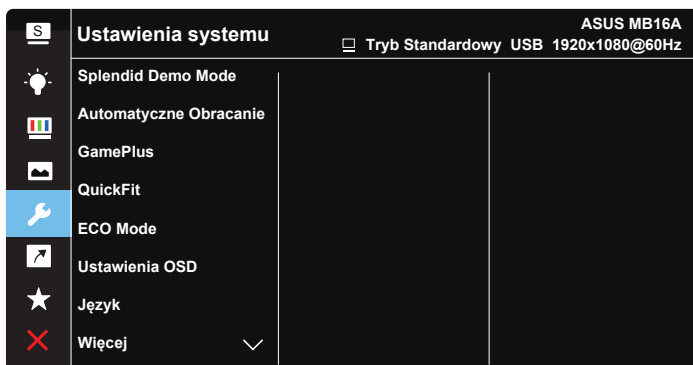 S
ASUS MB16A
Ustawienia systemu
Tryb Standardowy USB 1920x1080@60Hz
Splendid Demo Mode
Automatyczne Obracanie
GamePlus
QuickFit
ECO Mode
Ustawienia OSD
Język
Więcej